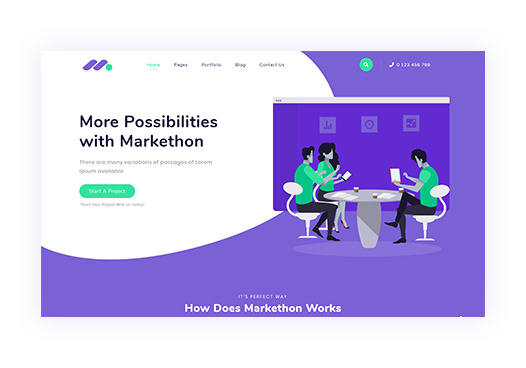 Home Pages Portfolio Blog Contact Us 0 123 456 789
More Possibilities
with Markethon
There are many variations of passages of Lorem
Ipsum available.
Start A Project
*Start Your Project With Us Today!
IT'S PERFECT WAY
How Does Markethon Works